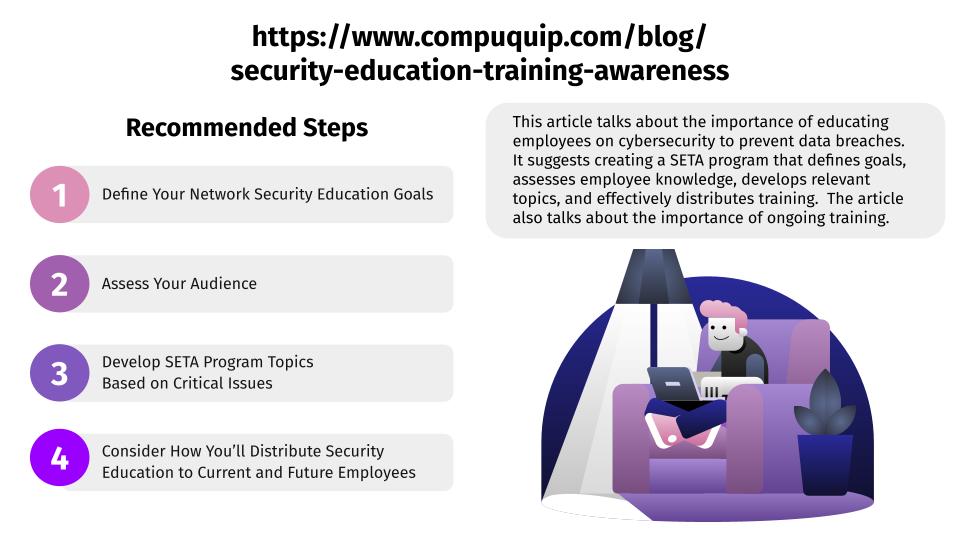 https://www.compuquip.com/blog/
security-education-training-awareness
Recommended Steps
1
Define Your Network Security Education Goals
2
Assess Your Audience
3
Develop SETA Program Topics
Based on Critical Issues
4
Consider How You’ll Distribute Security
Education to Current and Future Employees
This article talks about the importance of educating
employees on cybersecurity to prevent data breaches.
It suggests creating a SETA program that defines goals,
assesses employee knowledge, develops relevant
topics, and effectively distributes training.  The article
also talks about the importance of ongoing training.